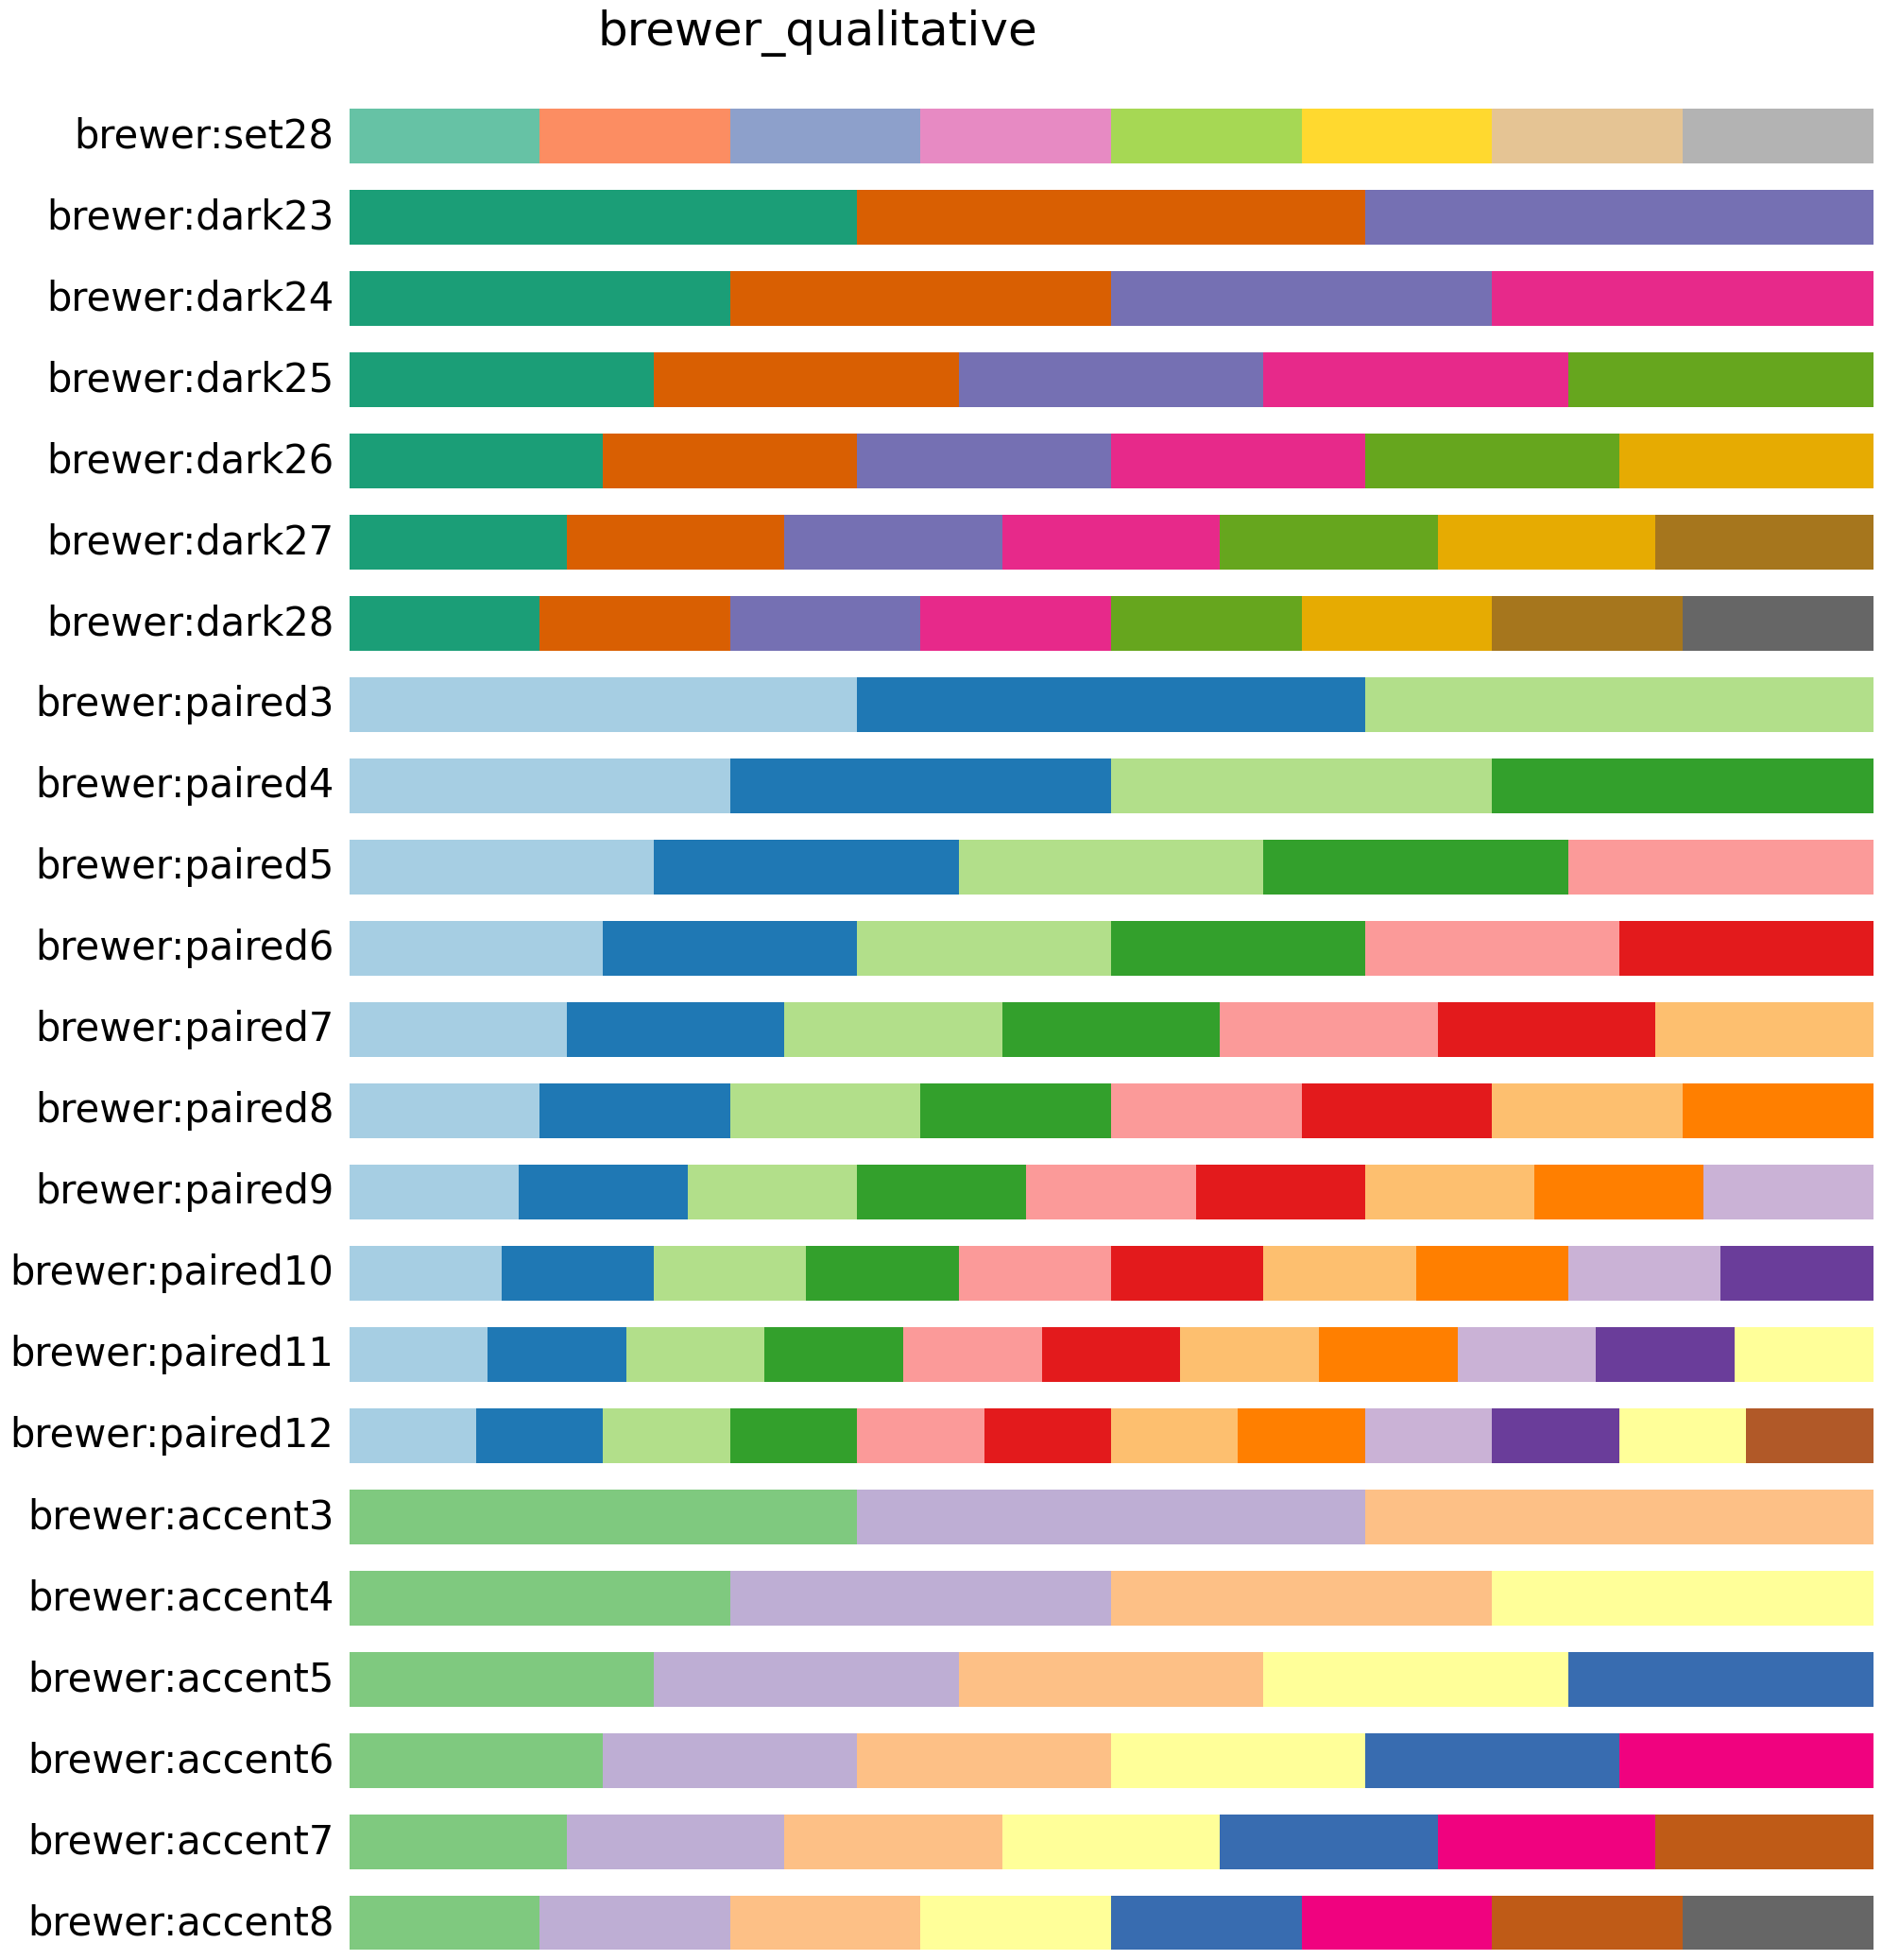 brewer_qualitative
brewer:set28
brewer:dark23
brewer:dark24
brewer:dark25
brewer:dark26
brewer:dark27
brewer:dark28
brewer:paired3
brewer:paired4
brewer:paired5
brewer:paired6
brewer:paired7
brewer:paired8
brewer:paired9
brewer:paired10
brewer:paired11
brewer:paired12
brewer:accent3
brewer:accent4
brewer:accent5
brewer:accent6
brewer:accent7
brewer:accent8